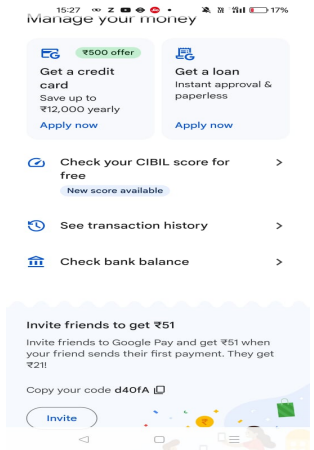 15:27 17%
Manage your money
₹500 offer
Get a credit
card
Save up to
₹12,000 yearly
Apply now
Get a loan
Instant approval &
paperless
Apply now
Check your CIBIL score for
free
New score available
See transaction history
Check bank balance
Invite friends to get ₹51
Invite friends to Google Pay and get ₹51 when
your friend sends their first payment. They get
₹21!
Copy your code d40fA
Invite